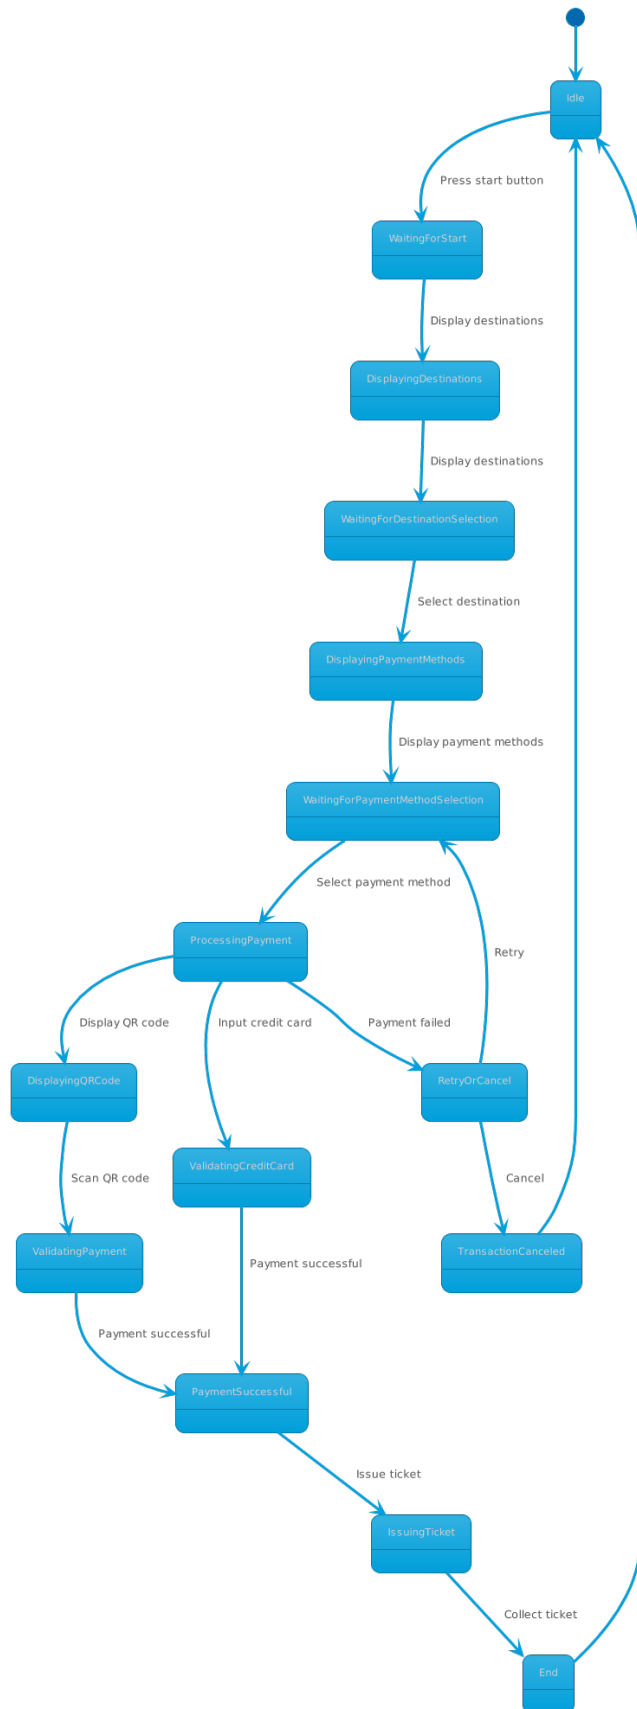 Idle
Press start button
WaitingForStart
Display destinations
DisplayingDestinations
Display destinations
WaitingForDestinationSelection
Select destination
DisplayingPaymentMethods
Display payment methods
WaitingForPaymentMethodSelection
Select payment method
ProcessingPayment
Retry
Display QR code
Input credit card
Payment failed
DisplayingQRCode
RetryOrCancel
ValidatingCreditCard
Scan QR code
Cancel
ValidatingPayment
TransactionCanceled
Payment successful
Payment successful
PaymentSuccessful
Issue ticket
IssuingTicket
Collect ticket
End